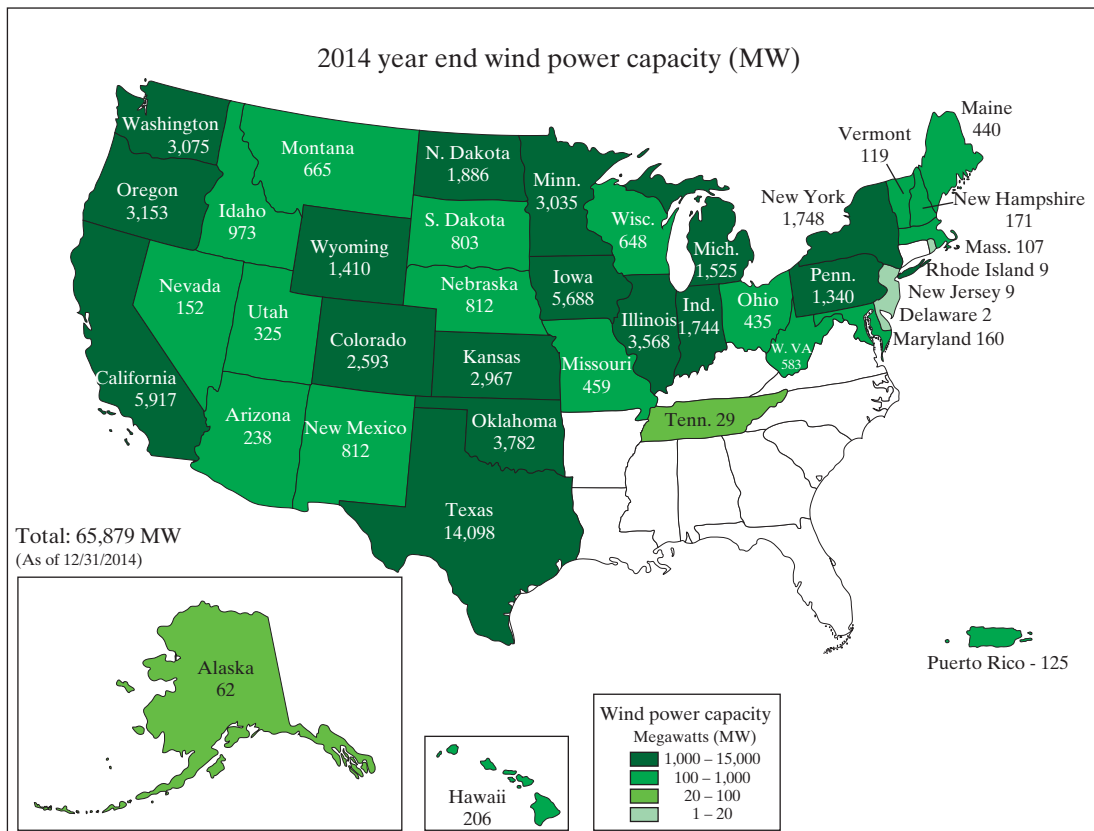 2014 year end wind power capacity (MW)
Washington
3,075
Oregon
3,153
California
5,917
Idaho
973
Nevada
152
Montana
665
Wyoming
1,410
Utah
325
Colorado
2,593
Arizona
238
New Mexico
812
N. Dakota
1,886
S. Dakota
803
Nebraska
812
Kansas
2,967
Oklahoma
3,782
Texas
14,098
Minn.
3,035
Iowa
5,688
Missouri
459
Wisc.
648
Illinois
3,568
Mich.
1,525
Ind.
1,744
Ohio
435
W. VA
583
Tenn. 29
Penn.
1,340
New York
1,748
Vermont
119
Maine
440
New Hampshire
171
Mass. 107
Rhode Island 9
New Jersey 9
Delaware 2
Maryland 160
Total: 65,879 MW
(As of 12/31/2014)
Alaska
62
Hawaii
206
Puerto Rico - 125
Wind power capacity
Megawatts (MW)
1,000 – 15,000
100 – 1,000
20 – 100
1 – 20